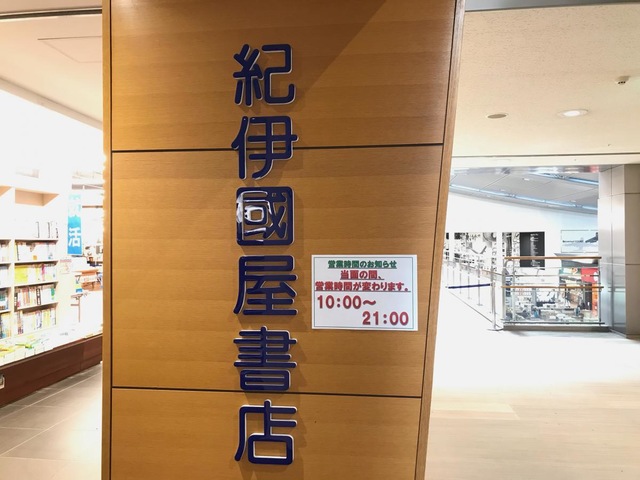 紀伊國屋書店
営業時間のお知らせ
当面の間、
営業時間が変わります。
10:00～
21:00
活